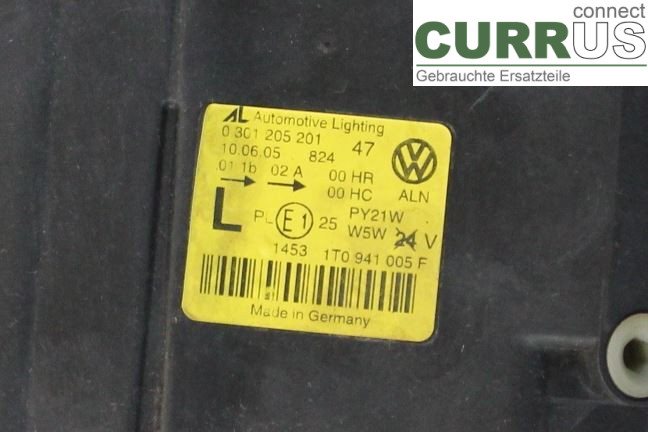 connect
CURRUS
Gebrauchte Ersatzteile
AL Automotive Lighting
0 301 205 201 47
10.06.05 824
01 1b 02 A 00 HR
00 HC ALN
L PL E1 25 PY21W
W5W 24 V
1453 1T0 941 005 F
Made in Germany